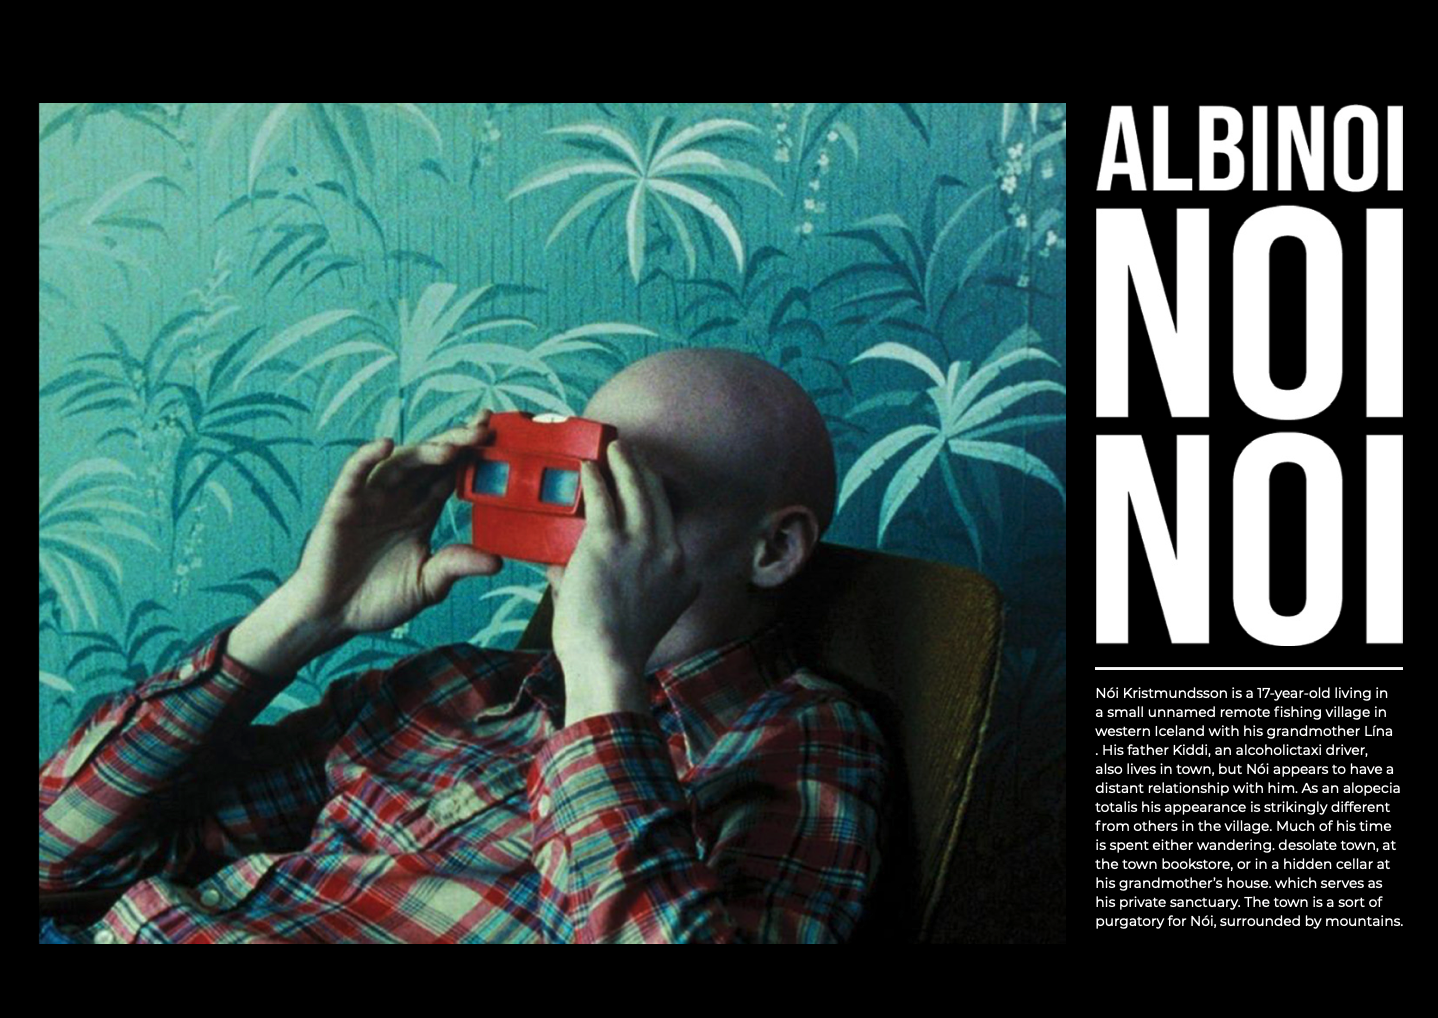 ALBINOI
NOI
NOI
Nói Kristmundsson is a 17-year-old living in
a small unnamed remote fishing village in
western Iceland with his grandmother Lína
. His father Kiddi, an alcoholictaxi driver,
also lives in town, but Nói appears to have a
distant relationship with him. As an alopecia
totalis his appearance is strikingly different
from others in the village. Much of his time
is spent either wandering. desolate town, at
the town bookstore, or in a hidden cellar at
his grandmother’s house. which serves as
his private sanctuary. The town is a sort of
purgatory for Nói, surrounded by mountains.